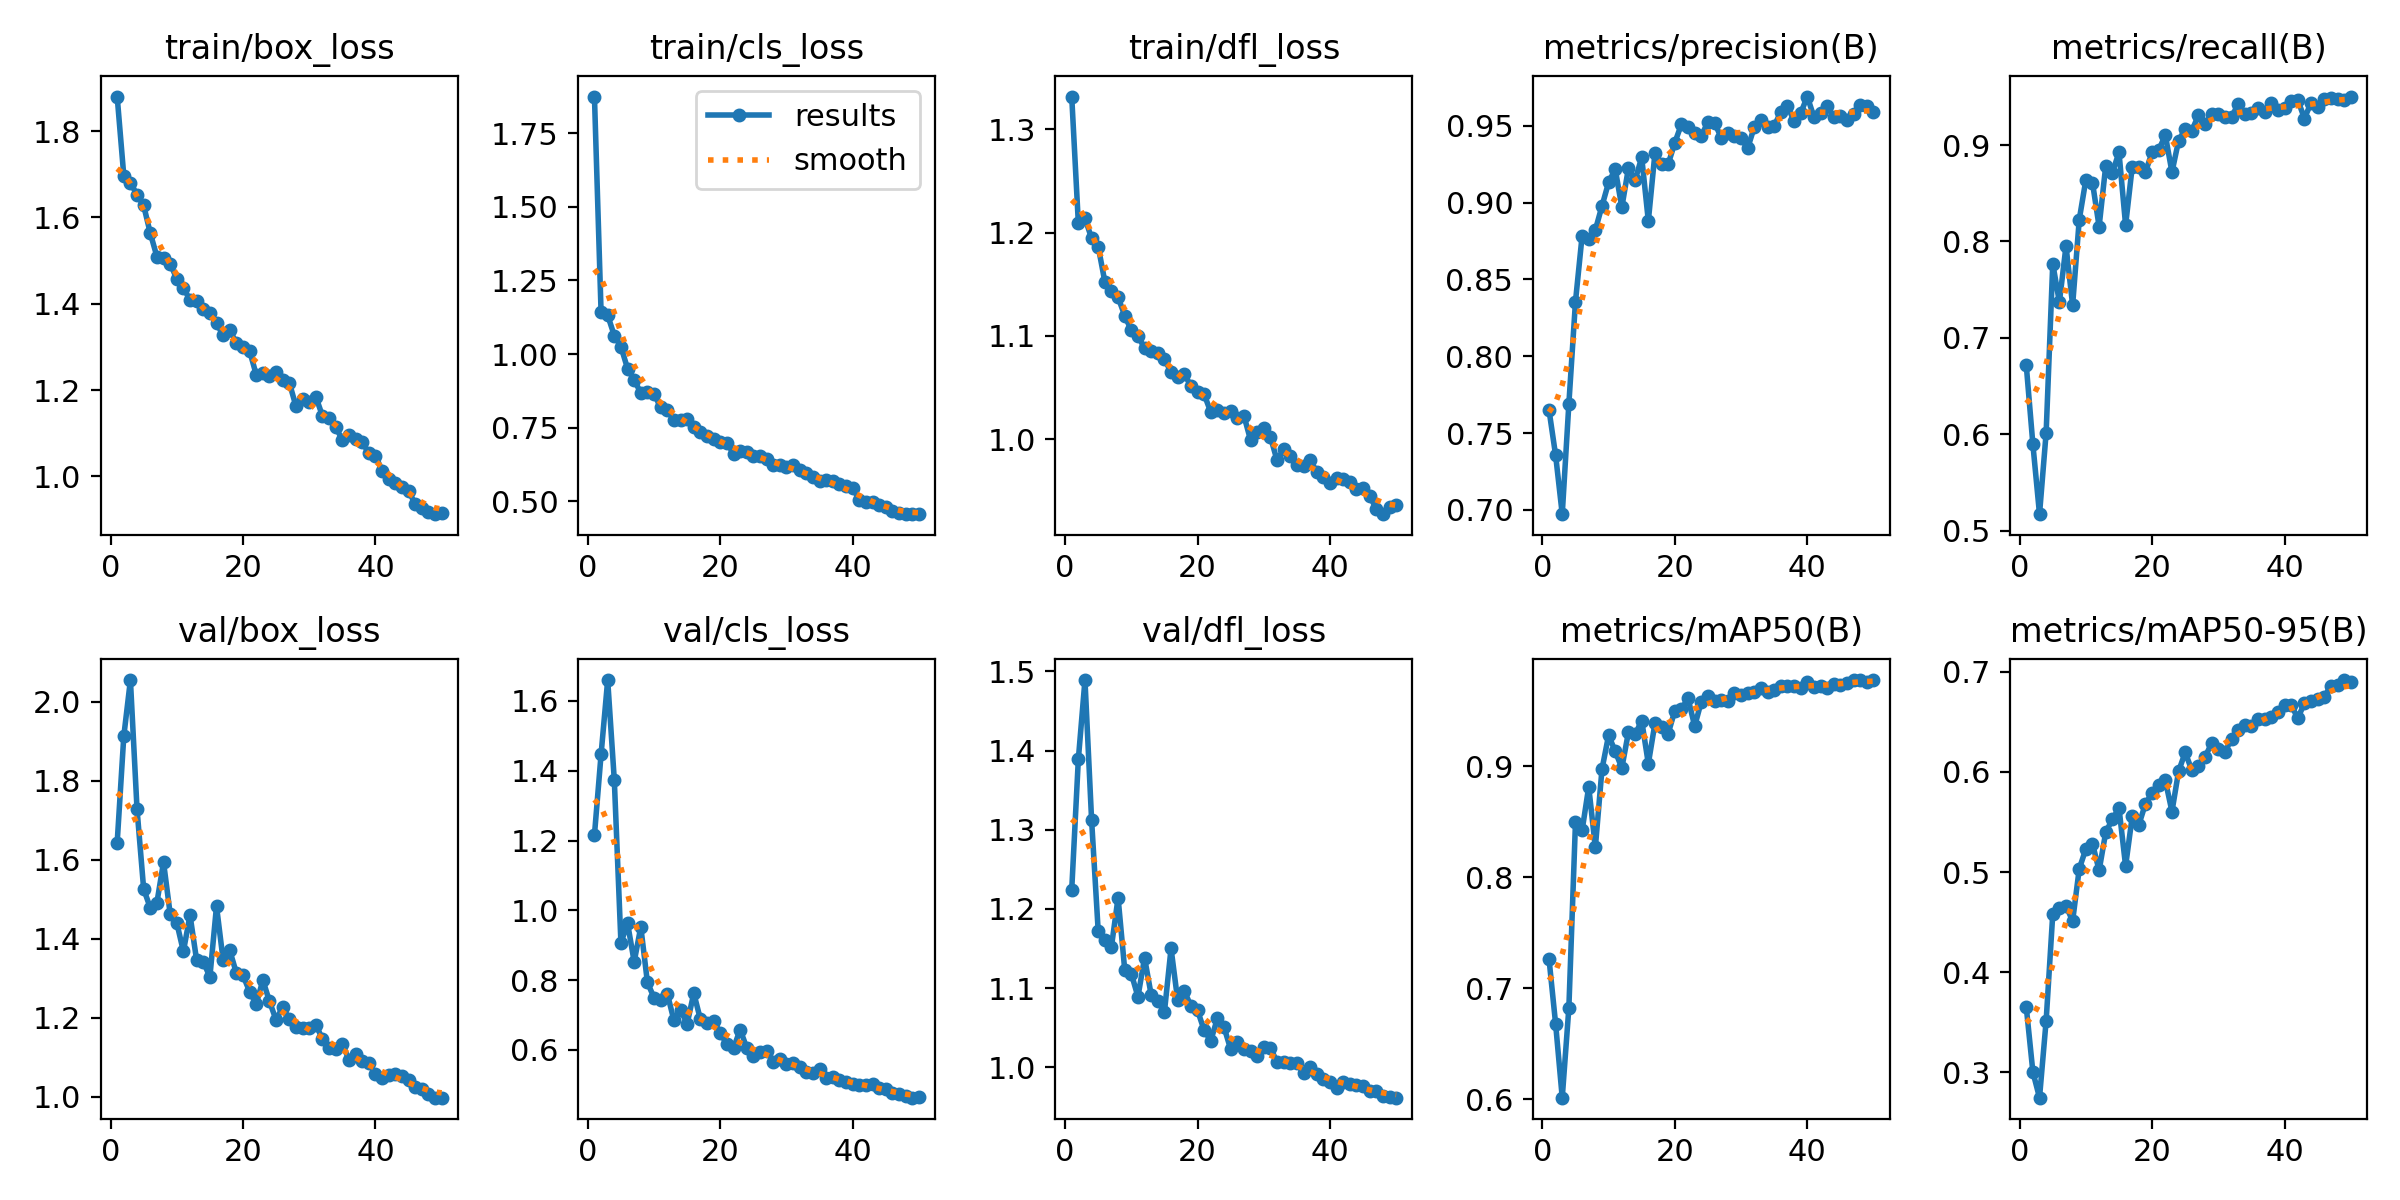 train/box_loss
1.8
1.6
1.4
1.2
1.0
0 20 40
train/cls_loss
results
smooth
1.75
1.50
1.25
1.00
0.75
0.50
0 20 40
train/dfl_loss
1.3
1.2
1.1
1.0
0 20 40
metrics/precision(B)
0.95
0.90
0.85
0.80
0.75
0.70
0 20 40
metrics/recall(B)
0.9
0.8
0.7
0.6
0.5
0 20 40
val/box_loss
2.0
1.8
1.6
1.4
1.2
1.0
0 20 40
val/cls_loss
1.6
1.4
1.2
1.0
0.8
0.6
0 20 40
val/dfl_loss
1.5
1.4
1.3
1.2
1.1
1.0
0 20 40
metrics/mAP50(B)
0.9
0.8
0.7
0.6
0 20 40
metrics/mAP50-95(B)
0.7
0.6
0.5
0.4
0.3
0 20 40